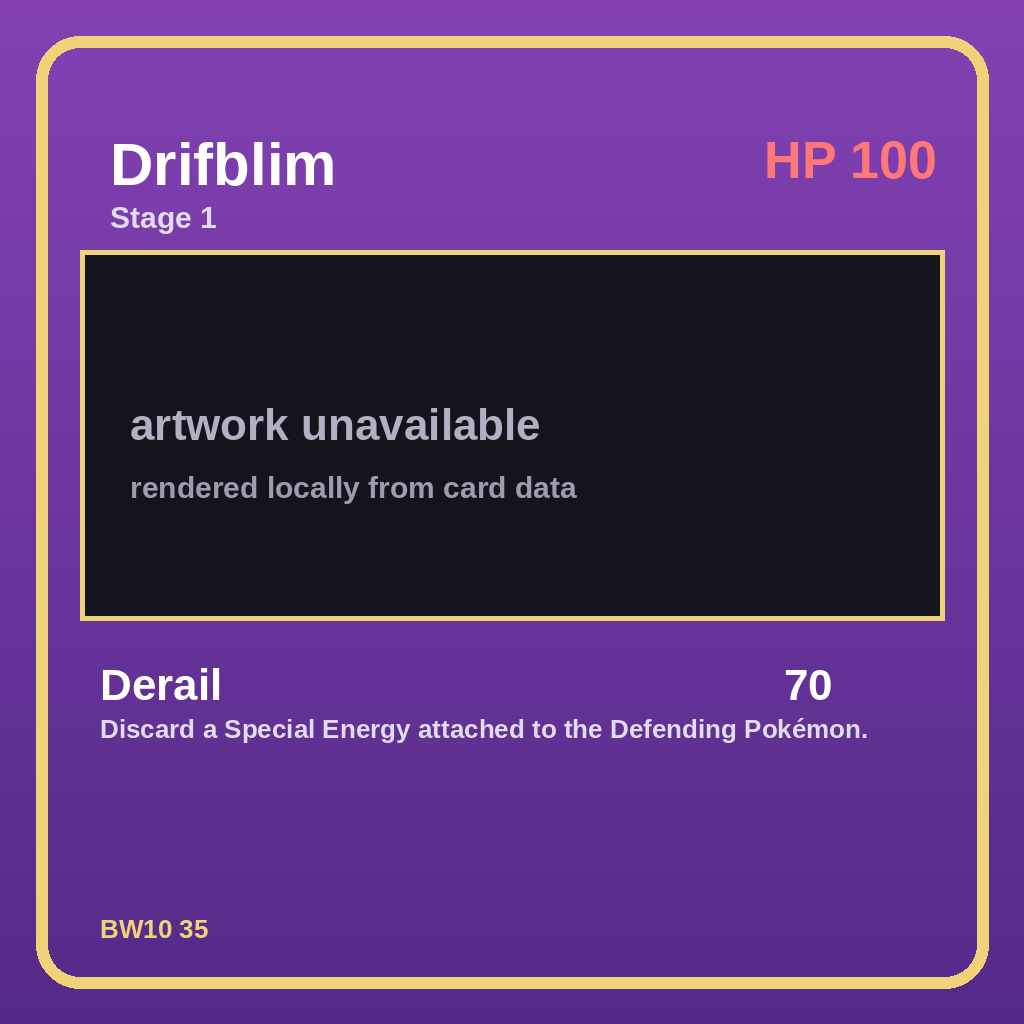 Drifblim
HP 100
Stage 1
artwork unavailable
rendered locally from card data
Derail
70
Discard a Special Energy attached to the Defending Pokémon.
BW10 35